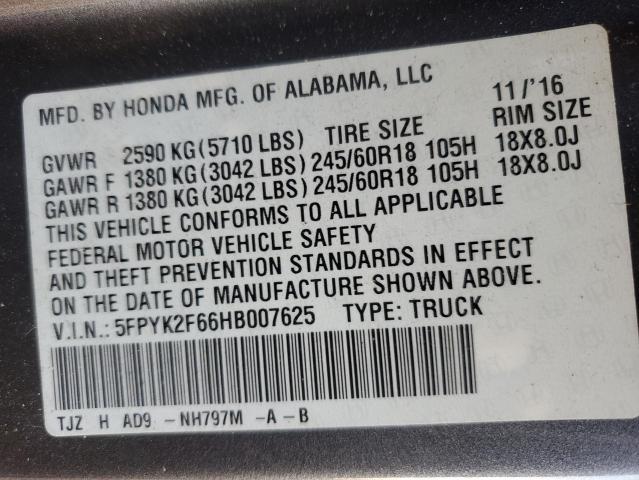 MFD. BY HONDA MFG. OF ALABAMA, LLC 11/'16
GVWR 2590 KG(5710 LBS) TIRE SIZE RIM SIZE
GAWR F 1380 KG(3042 LBS) 245/60R18 105H 18X8.0J
GAWR R 1380 KG(3042 LBS) 245/60R18 105H 18X8.0J
THIS VEHICLE CONFORMS TO ALL APPLICABLE
FEDERAL MOTOR VEHICLE SAFETY
AND THEFT PREVENTION STANDARDS IN EFFECT
ON THE DATE OF MANUFACTURE SHOWN ABOVE.
V.I.N.: 5FPYK2F66HB007625 TYPE: TRUCK
TJZ H AD9 -NH797M -A-B